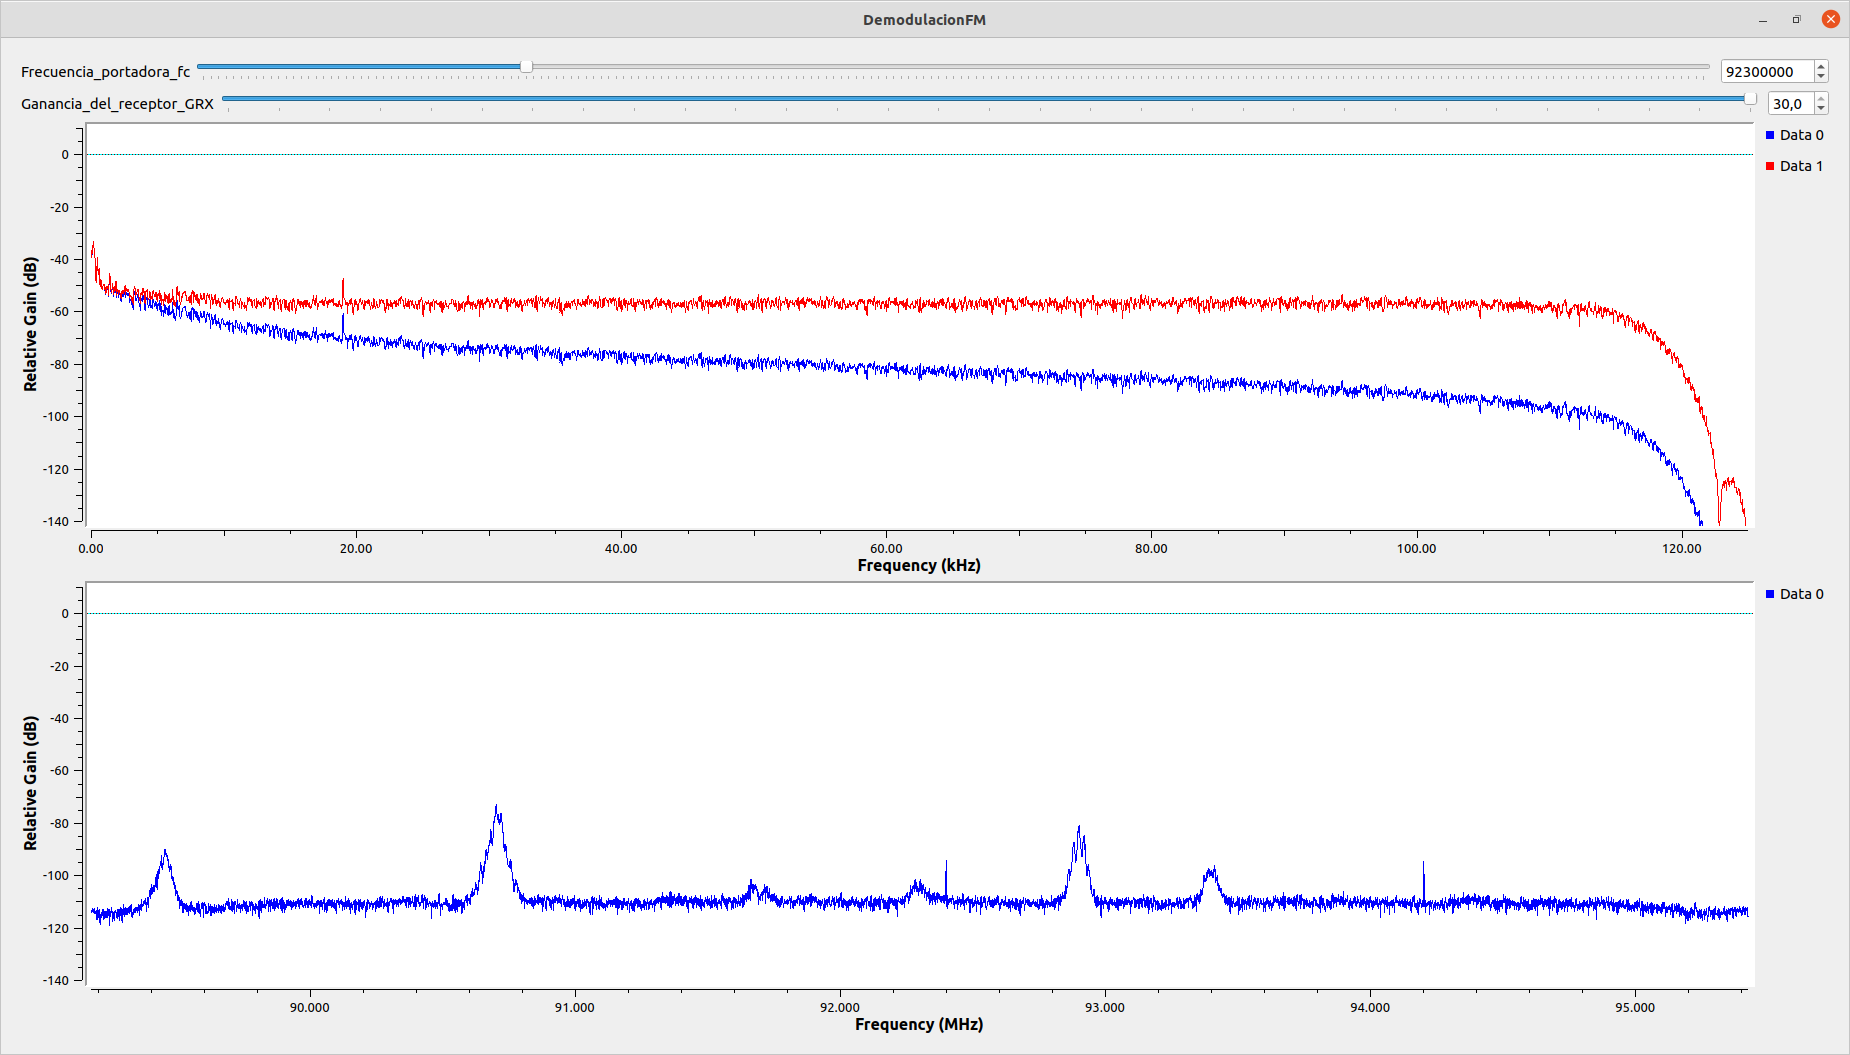 DemodulacionFM
Frecuencia_portadora_fc 92300000
Ganancia_del_receptor_GRX 30,0
Data 0
Data 1
Relative Gain (dB)
0
-20
-40
-60
-80
-100
-120
-140
0.00 20.00 40.00 60.00 80.00 100.00 120.00
Frequency (kHz)
Data 0
Relative Gain (dB)
0
-20
-40
-60
-80
-100
-120
-140
90.000 91.000 92.000 93.000 94.000 95.000
Frequency (MHz)